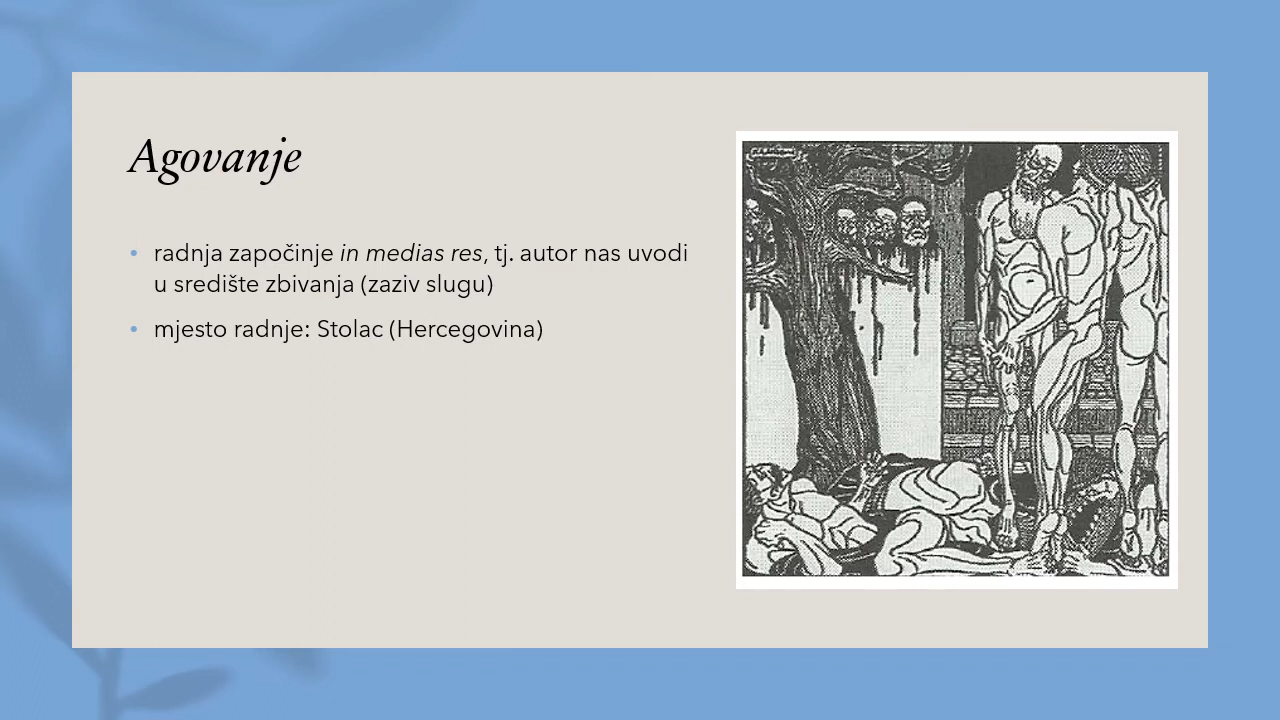 Agovanje
• radnja započinje in medias res, tj. autor nas uvodi
u središte zbivanja (zaziv slugu)
• mjesto radnje: Stolac (Hercegovina)